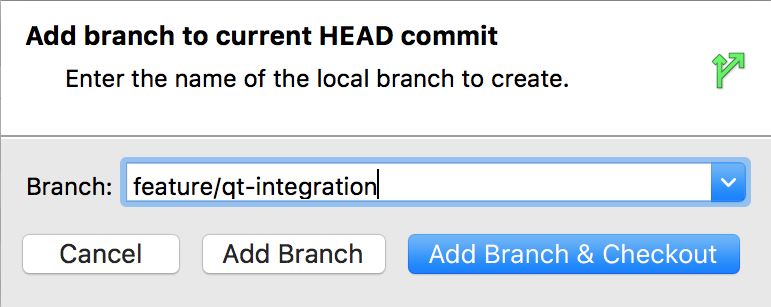 Add branch to current HEAD commit
Enter the name of the local branch to create.
Branch: feature/qt-integration
Cancel Add Branch Add Branch & Checkout